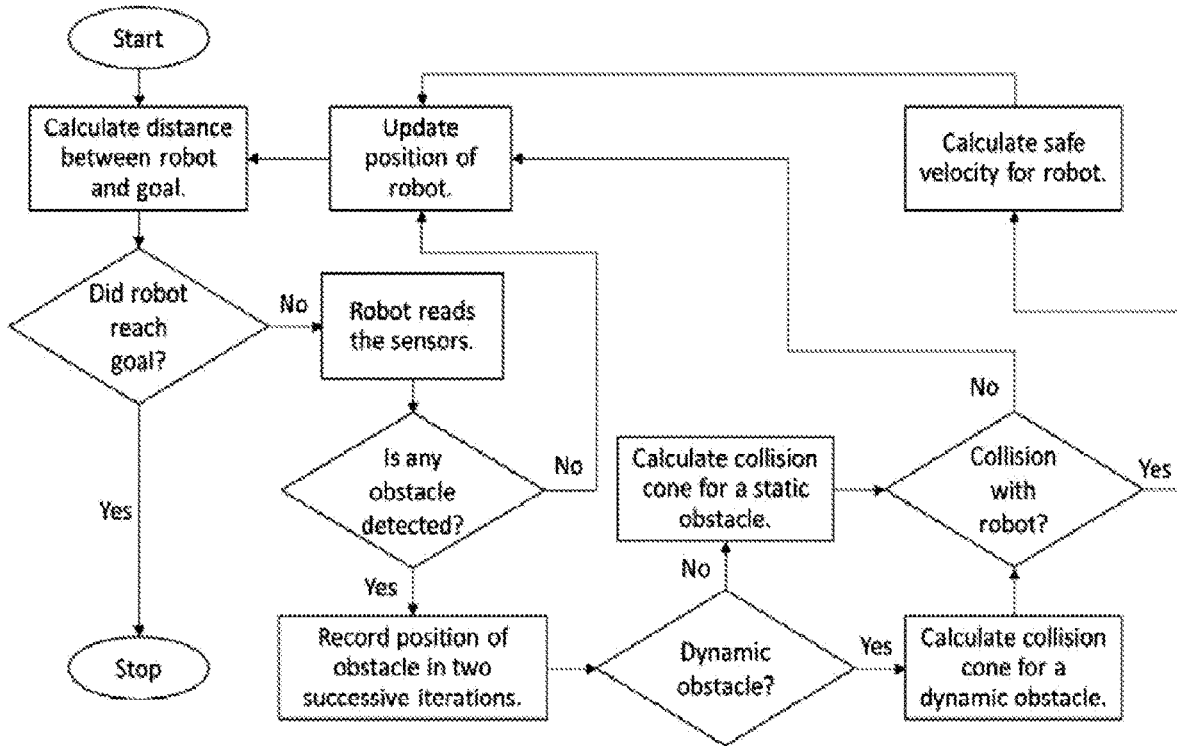 Start
Calculate distance
between robot
and goal.
Update
position of
robot.
Calculate safe
velocity for robot.
Did robot
reach
goal?
No
Robot reads
the sensors.
Yes
Is any
obstacle
detected?
No
Yes
Calculate collision
cone for a static
obstacle.
No
Collision
with
robot?
Yes
No
Stop
Record position of
obstacle in two
successive iterations.
Dynamic
obstacle?
Yes
Calculate collision
cone for a
dynamic obstacle.